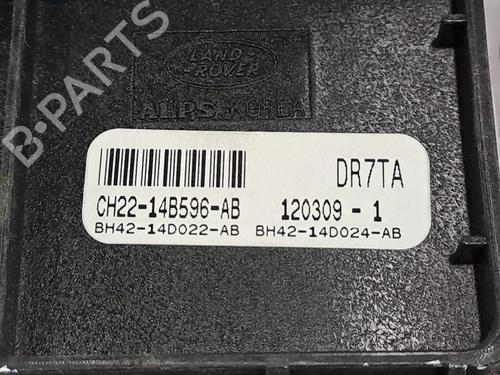 LAND-
-ROVER
ALPS KOREA
DR7TA
CH22-14B596-AB 120309 - 1
BH42-14D022-AB BH42-14D024-AB
B-PARTS